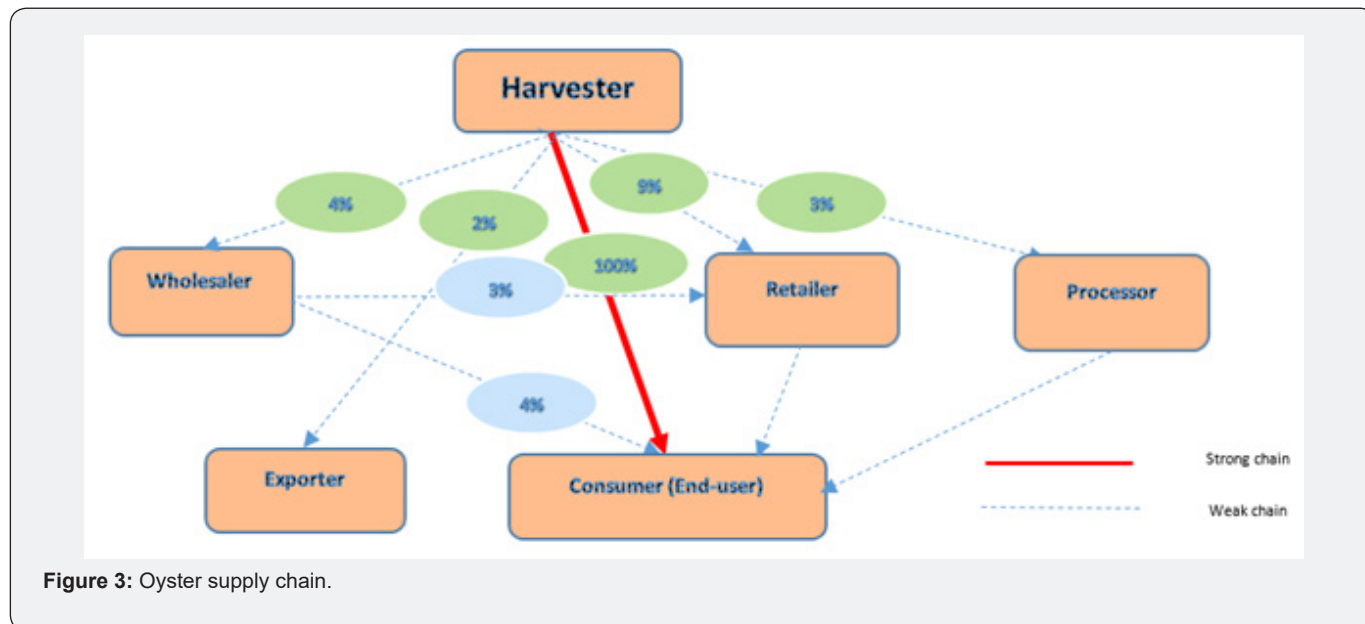 Harvester
4%
2%
9%
3%
100%
3%
Wholesaler
Retailer
Processor
4%
Exporter
Consumer (End-user)
Strong chain
Weak chain
Figure 3: Oyster supply chain.